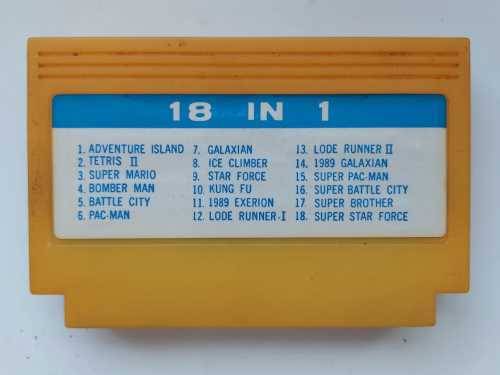 18 IN 1
1. ADVENTURE ISLAND
2. TETRIS II
3. SUPER MARIO
4. BOMBER MAN
5. BATTLE CITY
6. PAC-MAN
7. GALAXIAN
8. ICE CLIMBER
9. STAR FORCE
10. KUNG FU
11. 1989 EXERION
12. LODE RUNNER-I
13. LODE RUNNER II
14. 1989 GALAXIAN
15. SUPER PAC-MAN
16. SUPER BATTLE CITY
17. SUPER BROTHER
18. SUPER STAR FORCE